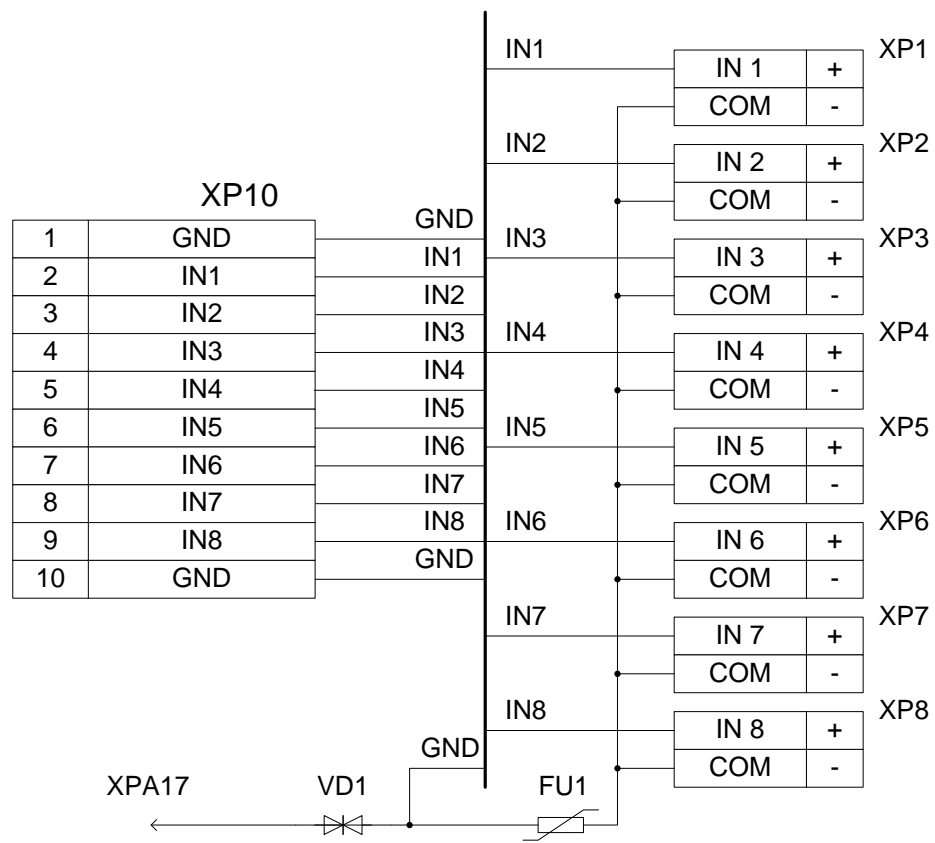 IN1 XP1
IN 1 +
COM -
IN2 XP2
IN 2 +
COM -
IN3 XP3
IN 3 +
COM -
IN4 XP4
IN 4 +
COM -
IN5 XP5
IN 5 +
COM -
IN6 XP6
IN 6 +
COM -
IN7 XP7
IN 7 +
COM -
IN8 XP8
IN 8 +
COM -
XP10
1 GND GND
2 IN1 IN1
3 IN2 IN2
4 IN3 IN3
5 IN4 IN4
6 IN5 IN5
7 IN6 IN6
8 IN7 IN7
9 IN8 IN8
10 GND GND
GND
XPA17 VD1 FU1